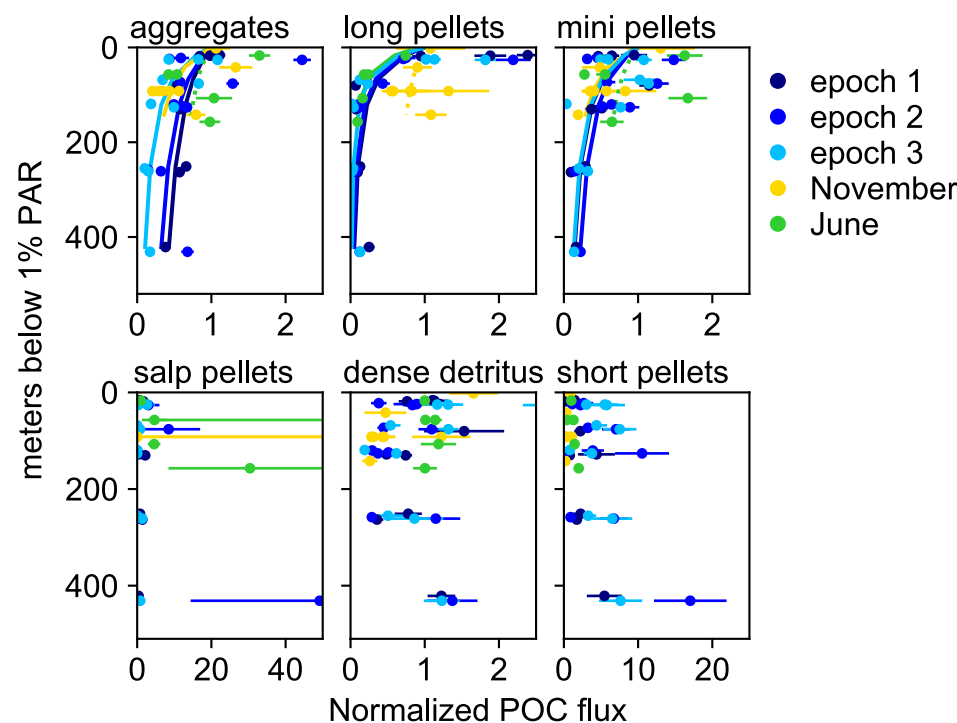 aggregates long pellets mini pellets
0
200
400
0 1 2 0 1 2 0 1 2
epoch 1
epoch 2
epoch 3
November
June
meters below 1% PAR
salp pellets dense detritus short pellets
0
200
400
0 20 40 0 1 2 0 10 20
Normalized POC flux